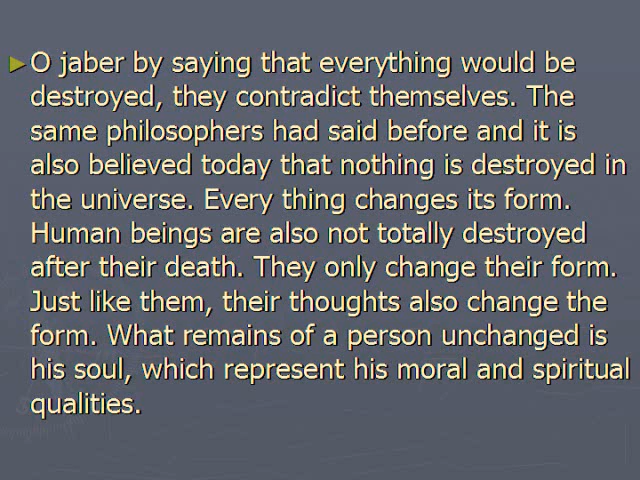 ► O jaber by saying that everything would be
destroyed, they contradict themselves. The
same philosophers had said before and it is
also believed today that nothing is destroyed in
the universe. Every thing changes its form.
Human beings are also not totally destroyed
after their death. They only change their form.
Just like them, their thoughts also change the
form. What remains of a person unchanged is
his soul, which represent his moral and spiritual
qualities.